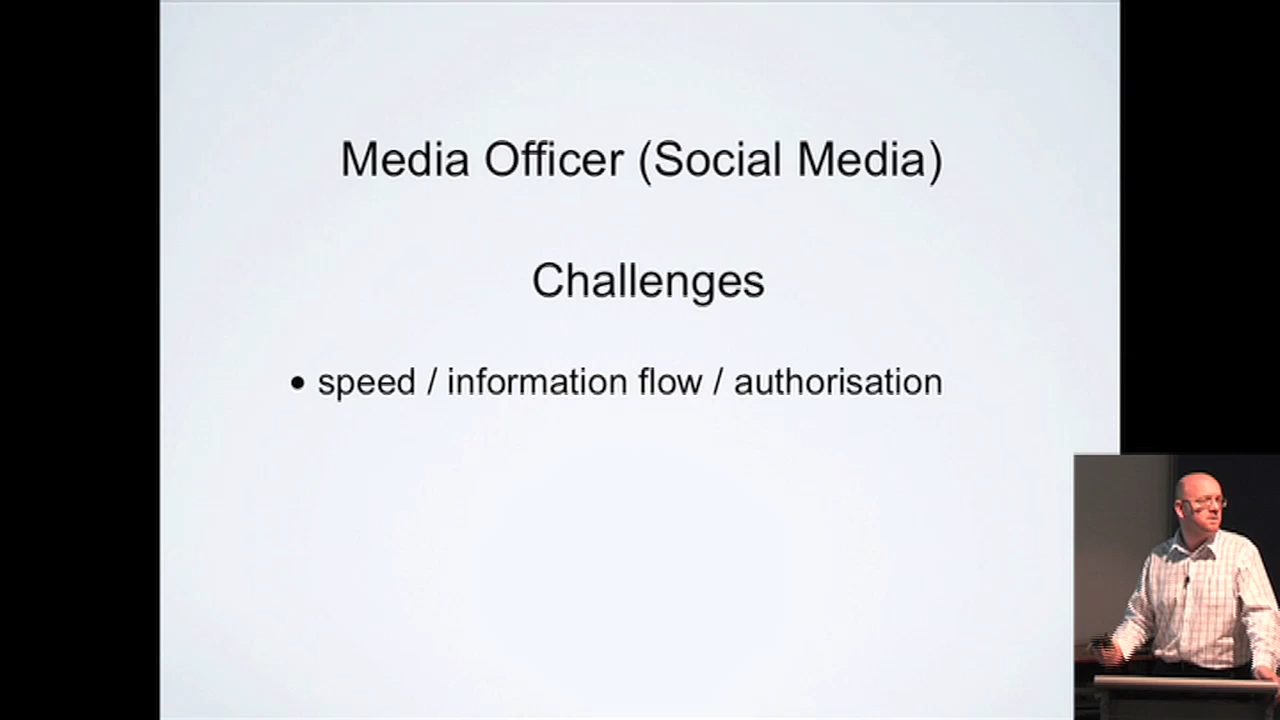 Media Officer (Social Media)
Challenges
• speed / information flow / authorisation